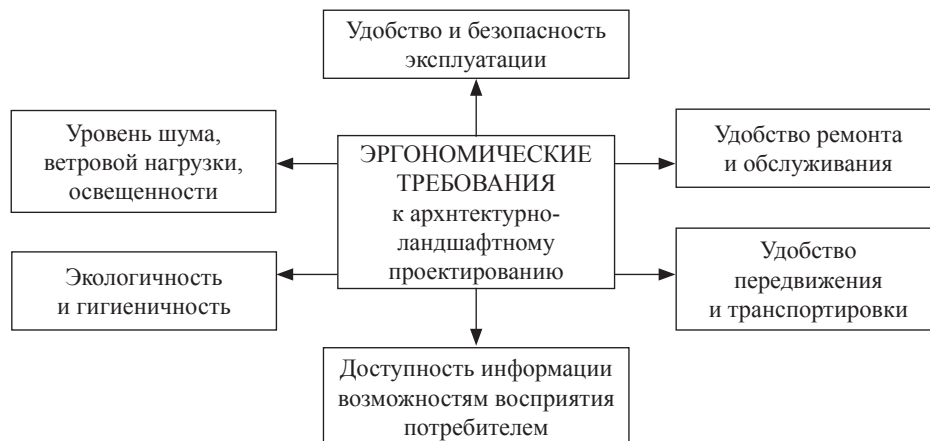 Удобство и безопасность
эксплуатации
Уровень шума,
ветровой нагрузки,
освещенности
ЭРГОНОМИЧЕСКИЕ
ТРЕБОВАНИЯ
к архнтектурно-
ландшафтному
проектированию
Удобство ремонта
и обслуживания
Экологичность
и гигиеничность
Удобство
передвижения
и транспортировки
Доступность информации
возможностям восприятия
потребителем